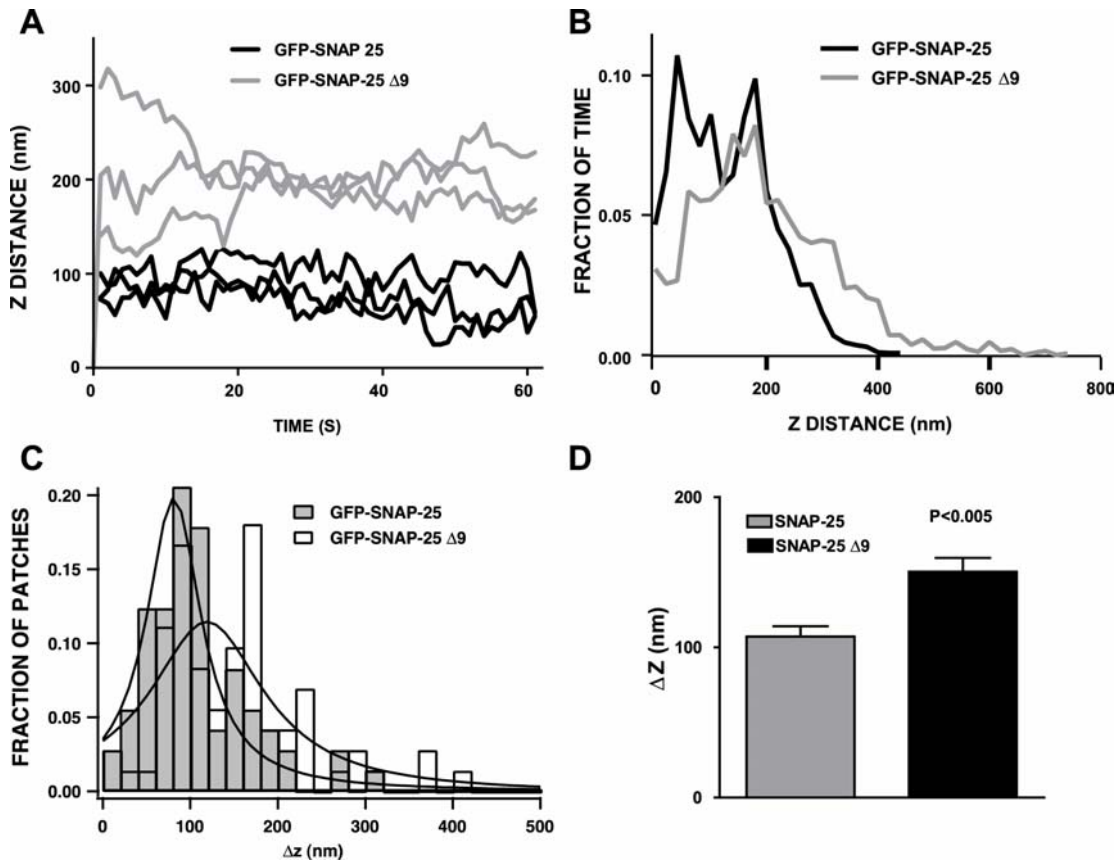 A
GFP-SNAP 25
GFP-SNAP-25 Δ9
300
200
100
0
Z DISTANCE (nm)
0 20 40 60
TIME (S)
B
GFP-SNAP-25
GFP-SNAP-25 Δ9
0.10
0.05
0.00
FRACTION OF TIME
0 200 400 600 800
Z DISTANCE (nm)
C
GFP-SNAP-25
GFP-SNAP-25 Δ9
0.20
0.15
0.10
0.05
0.00
FRACTION OF PATCHES
0 100 200 300 400 500
Δz (nm)
D
SNAP-25
SNAP-25 Δ9
P<0.005
200
100
0
ΔZ (nm)